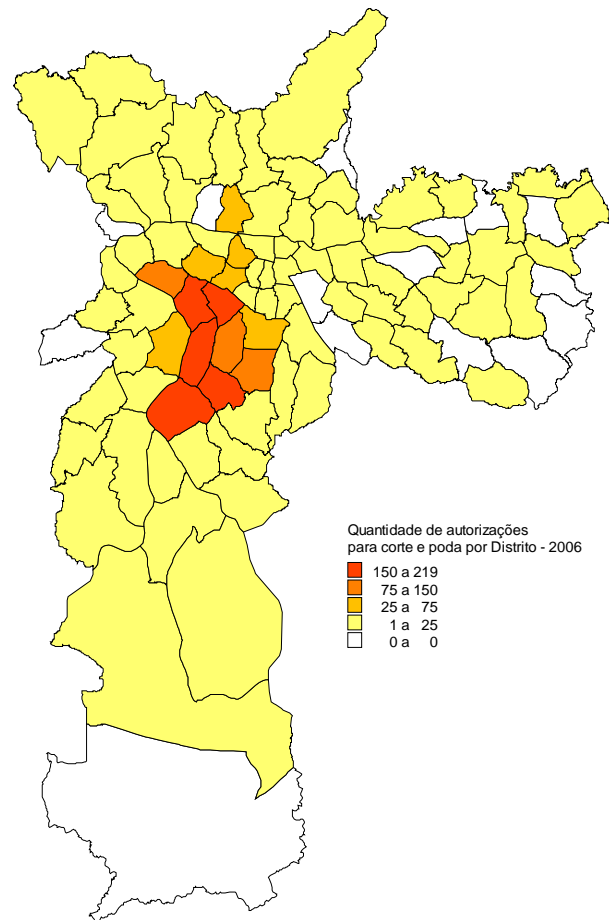 Quantidade de autorizações
para corte e poda por Distrito - 2006
150 a 219
75 a 150
25 a 75
1 a 25
0 a 0